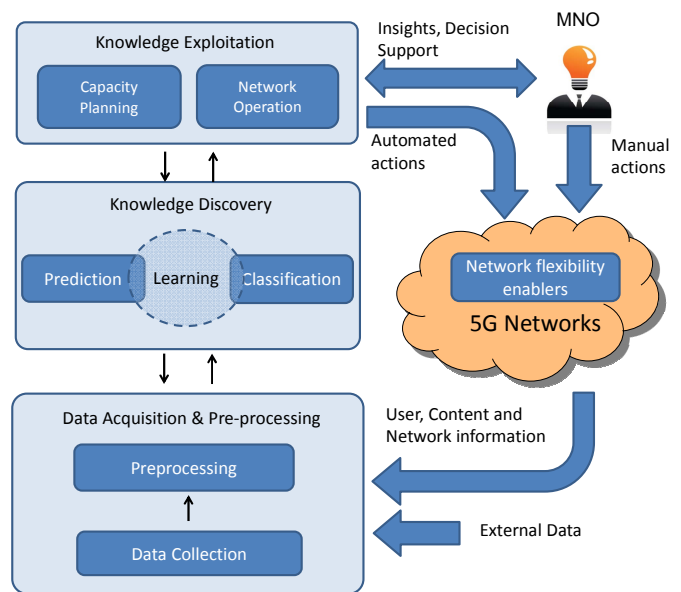 Knowledge Exploitation
Capacity
Planning
Network
Operation
Insights, Decision
Support
MNO
Automated
actions
Manual
actions
Knowledge Discovery
Prediction
Learning
Classification
Network flexibility
enablers
5G Networks
Data Acquisition & Pre-processing
Preprocessing
Data Collection
User, Content and
Network information
External Data